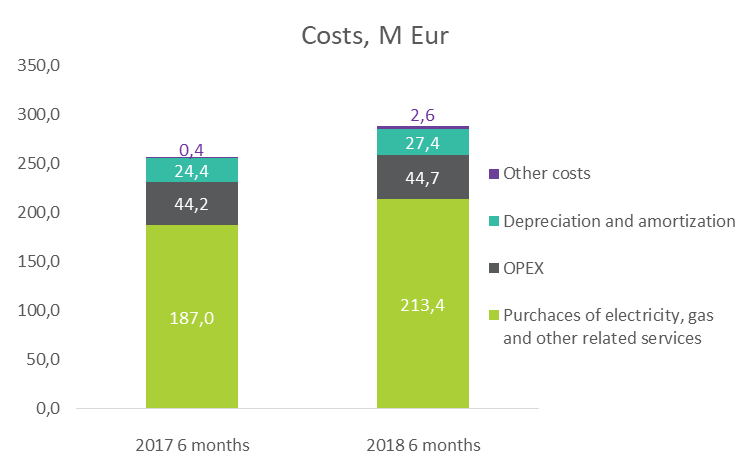 Costs, M Eur
350,0
300,0
250,0
200,0
150,0
100,0
50,0
0,0
0,4
24,4
44,2
187,0
2,6
27,4
44,7
213,4
2017 6 months
2018 6 months
Other costs
Depreciation and amortization
OPEX
Purchaces of electricity, gas
and other related services